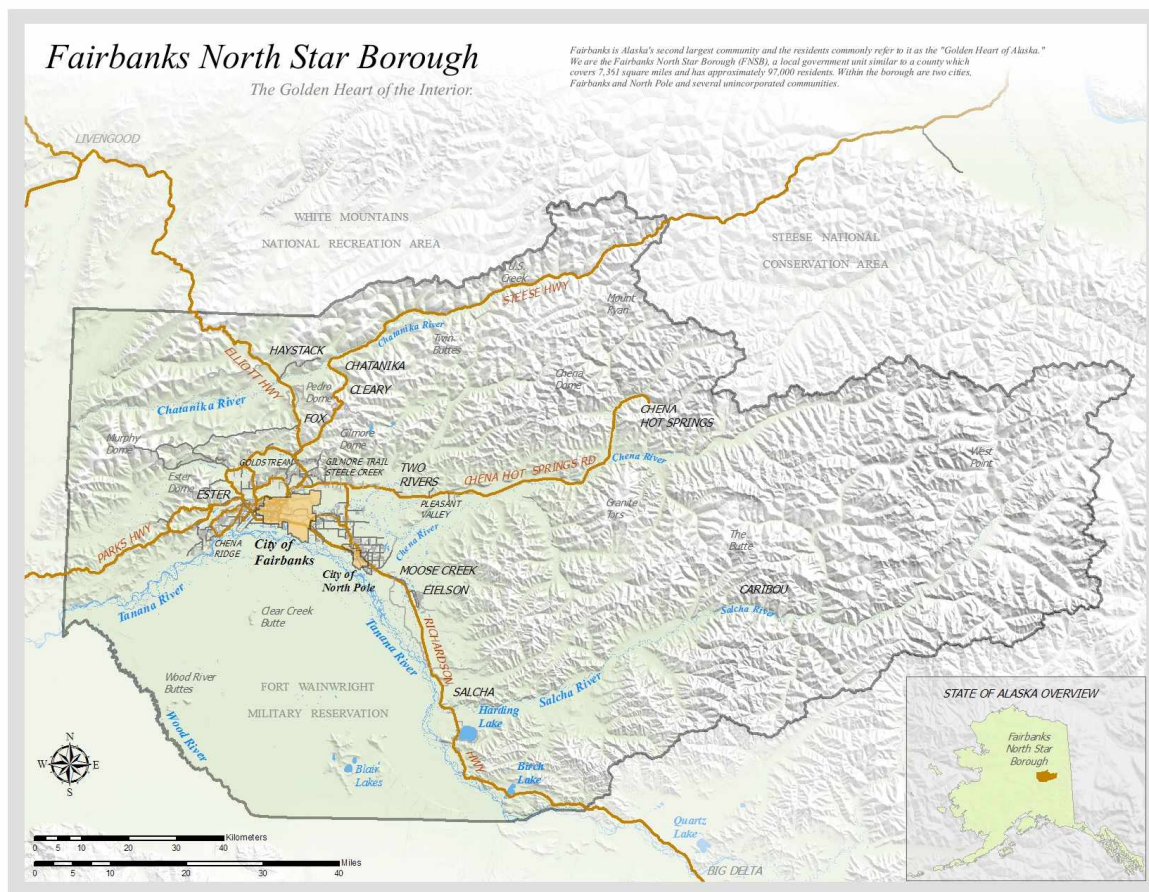 Fairbanks North Star Borough
The Golden Heart of the Interior.
Fairbanks is Alaska's second largest community and the residents commonly refer to it as the "Golden Heart of Alaska."
We are the Fairbanks North Star Borough (FNSB), a local government unit similar to a county which
covers 7,361 square miles and has approximately 97,000 residents. Within the borough are two cities,
Fairbanks and North Pole and several unincorporated communities.
LIVENGOOD
WHITE MOUNTAINS
NATIONAL RECREATION AREA
STEESE NATIONAL
CONSERVATION AREA
U.S.
Creek
STEESE HWY
Mount
Ryan
Chatanika River
Twin
Buttes
HAYSTACK
ELLIOTT HWY
CHATANIKA
CLEARY
Pedro
Dome
Chena
Dome
Chatanika River
FOX
CHENA
HOT SPRINGS
Murphy
Dome
Gilmore
Dome
GOLDSTREAM
GILMORE TRAIL
STEELE CREEK
TWO
RIVERS
CHENA HOT SPRINGS RD
Chena River
West
Point
Ester
Dome
ESTER
PLEASANT
VALLEY
Granite
Tors
PARKS HWY
CHENA
RIDGE
City of
Fairbanks
Chena River
The
Butte
City of
North Pole
MOOSE CREEK
EIELSON
CARIBOU
Salcha River
Tanana River
Clear Creek
Butte
Tanana River
RICHARDSON
HWY
Wood River
Buttes
FORT WAINWRIGHT
MILITARY RESERVATION
SALCHA
Salcha River
Harding
Lake
Wood River
Blair
Lakes
Birch
Lake
Quartz
Lake
BIG DELTA
STATE OF ALASKA OVERVIEW
Fairbanks
North Star
Borough
N
W E
S
Kilometers
0 5 10 20 30 40
Miles
0 5 10 20 30 40